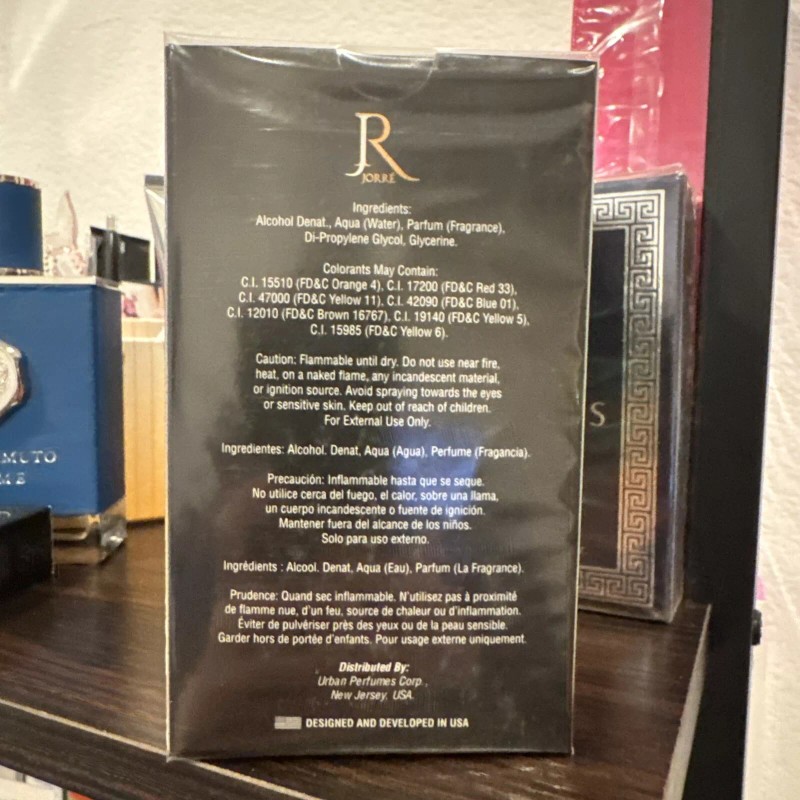 R
JORRÉ
Ingredients:
Alcohol Denat., Aqua (Water), Parfum (Fragrance),
Di-Propylene Glycol, Glycerine.
Colorants May Contain:
C.I. 15510 (FD&C Orange 4), C.I. 17200 (FD&C Red 33),
C.I. 47000 (FD&C Yellow 11), C.I. 42090 (FD&C Blue 01),
C.I. 12010 (FD&C Brown 16767), C.I. 19140 (FD&C Yellow 5),
C.I. 15985 (FD&C Yellow 6).
Caution: Flammable until dry. Do not use near fire,
heat, on a naked flame, any incandescent material,
or ignition source. Avoid spraying towards the eyes
or sensitive skin. Keep out of reach of children.
For External Use Only.
Ingredientes: Alcohol. Denat, Aqua (Agua), Perfume (Fragancia).
Precaución: Inflammable hasta que se seque.
No utilice cerca del fuego, el calor, sobre una llama,
un cuerpo incandescente o fuente de ignición.
Mantener fuera del alcance de los niños.
Solo para uso externo.
Ingrédients : Alcool. Denat, Aqua (Eau), Parfum (La Fragrance).
Prudence: Quand sec inflammable. N'utilisez pas à proximité
de flamme nue, d'un feu, source de chaleur ou d'inflammation.
Éviter de pulvériser près des yeux ou de la peau sensible.
Garder hors de portée d'enfants. Pour usage externe uniquement.
Distributed By:
Urban Perfumes Corp.
New Jersey, USA.
DESIGNED AND DEVELOPED IN USA
S